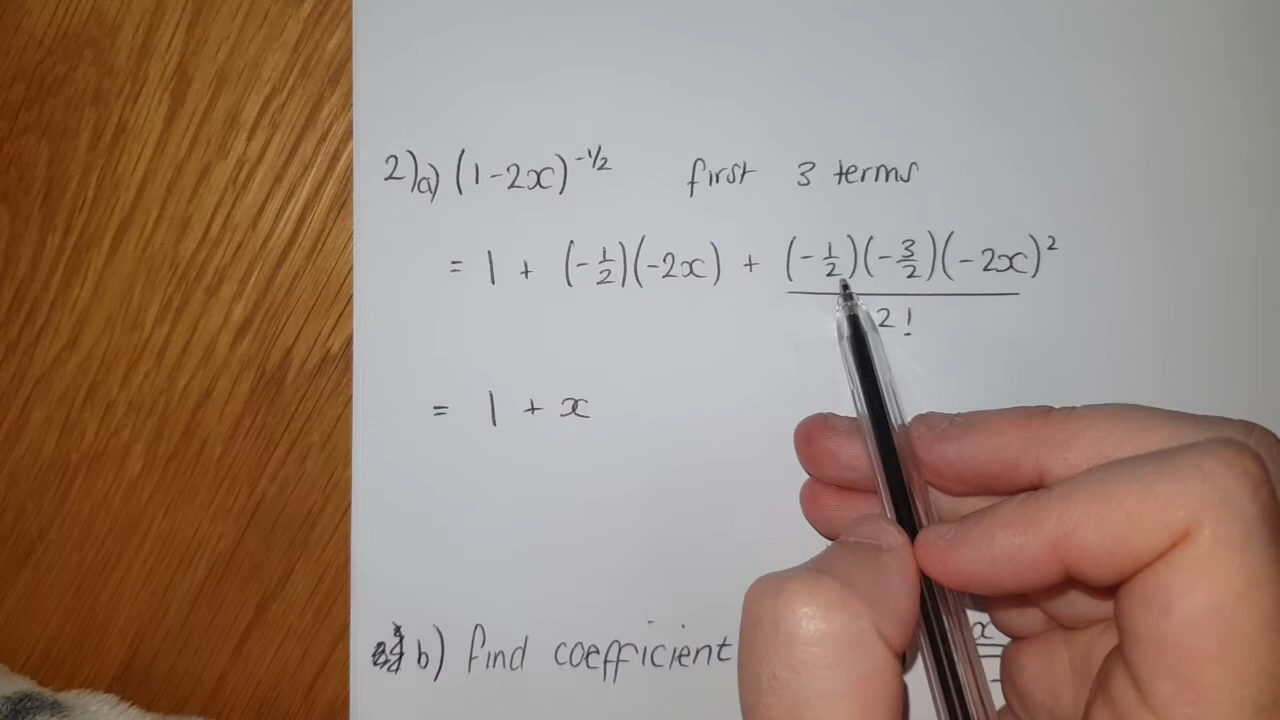 2)a) (1-2x)^-1/2 first 3 terms
= 1 + (-1/2)(-2x) + (-1/2)(-3/2)(-2x)^2
2!
= 1 + x
b) find coefficient x